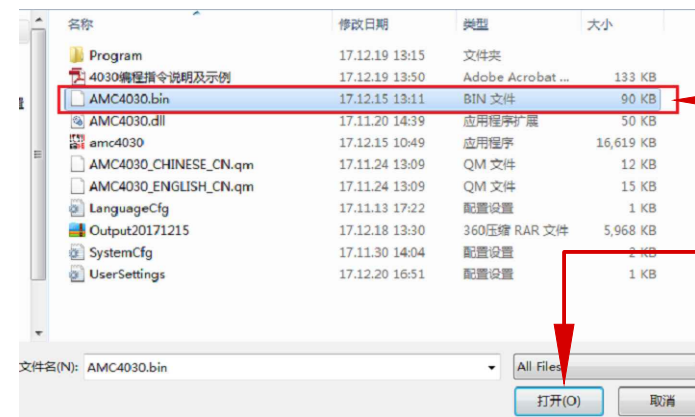 名称 修改日期 类型 大小
Program 17.12.19 13:15 文件夹
4030编程指令说明及示例 17.12.19 13:50 Adobe Acrobat ... 133 KB
AMC4030.bin 17.12.15 13:11 BIN 文件 90 KB
AMC4030.dll 17.11.20 14:39 应用程序扩展 50 KB
amc4030 17.12.15 10:49 应用程序 16,619 KB
AMC4030_CHINESE_CN.qm 17.11.24 13:09 QM 文件 12 KB
AMC4030_ENGLISH_CN.qm 17.11.24 13:09 QM 文件 15 KB
LanguageCfg 17.11.13 17:22 配置设置 1 KB
Output20171215 17.12.18 13:30 360压缩 RAR 文件 5,968 KB
SystemCfg 17.11.30 14:04 配置设置 2 KB
UserSettings 17.12.20 16:51 配置设置 1 KB
文件名(N): AMC4030.bin All Files
打开(O) 取消